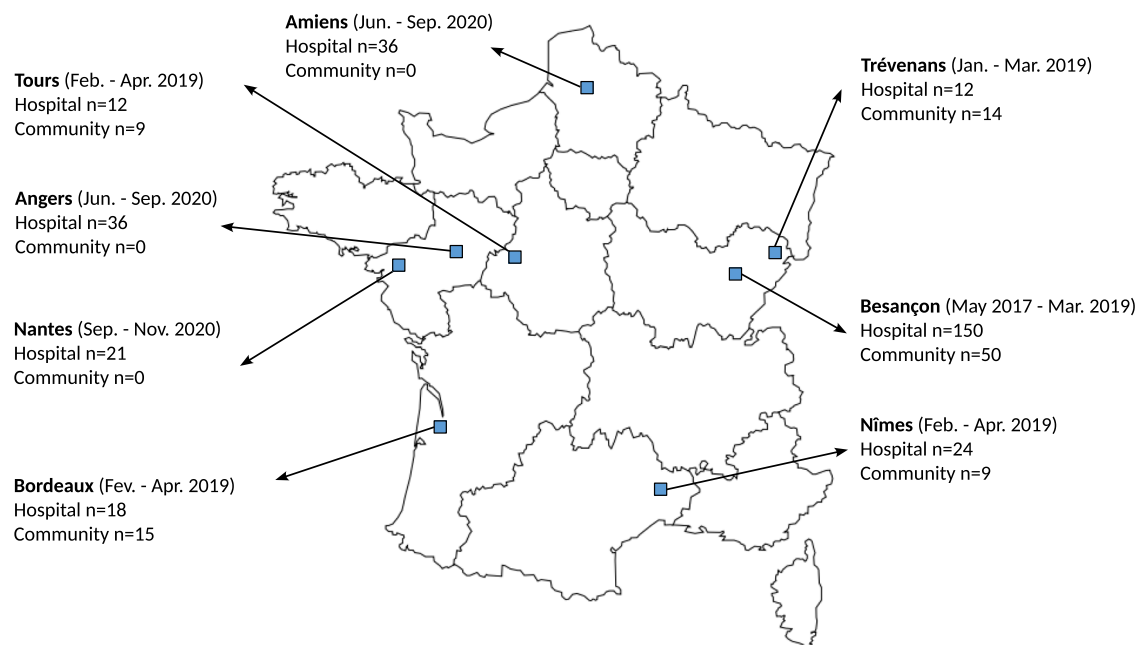 Amiens (Jun. - Sep. 2020)
Hospital n=36
Community n=0
Tours (Feb. - Apr. 2019)
Hospital n=12
Community n=9
Trévenans (Jan. - Mar. 2019)
Hospital n=12
Community n=14
Angers (Jun. - Sep. 2020)
Hospital n=36
Community n=0
Besançon (May 2017 - Mar. 2019)
Hospital n=150
Community n=50
Nantes (Sep. - Nov. 2020)
Hospital n=21
Community n=0
Nîmes (Feb. - Apr. 2019)
Hospital n=24
Community n=9
Bordeaux (Fev. - Apr. 2019)
Hospital n=18
Community n=15